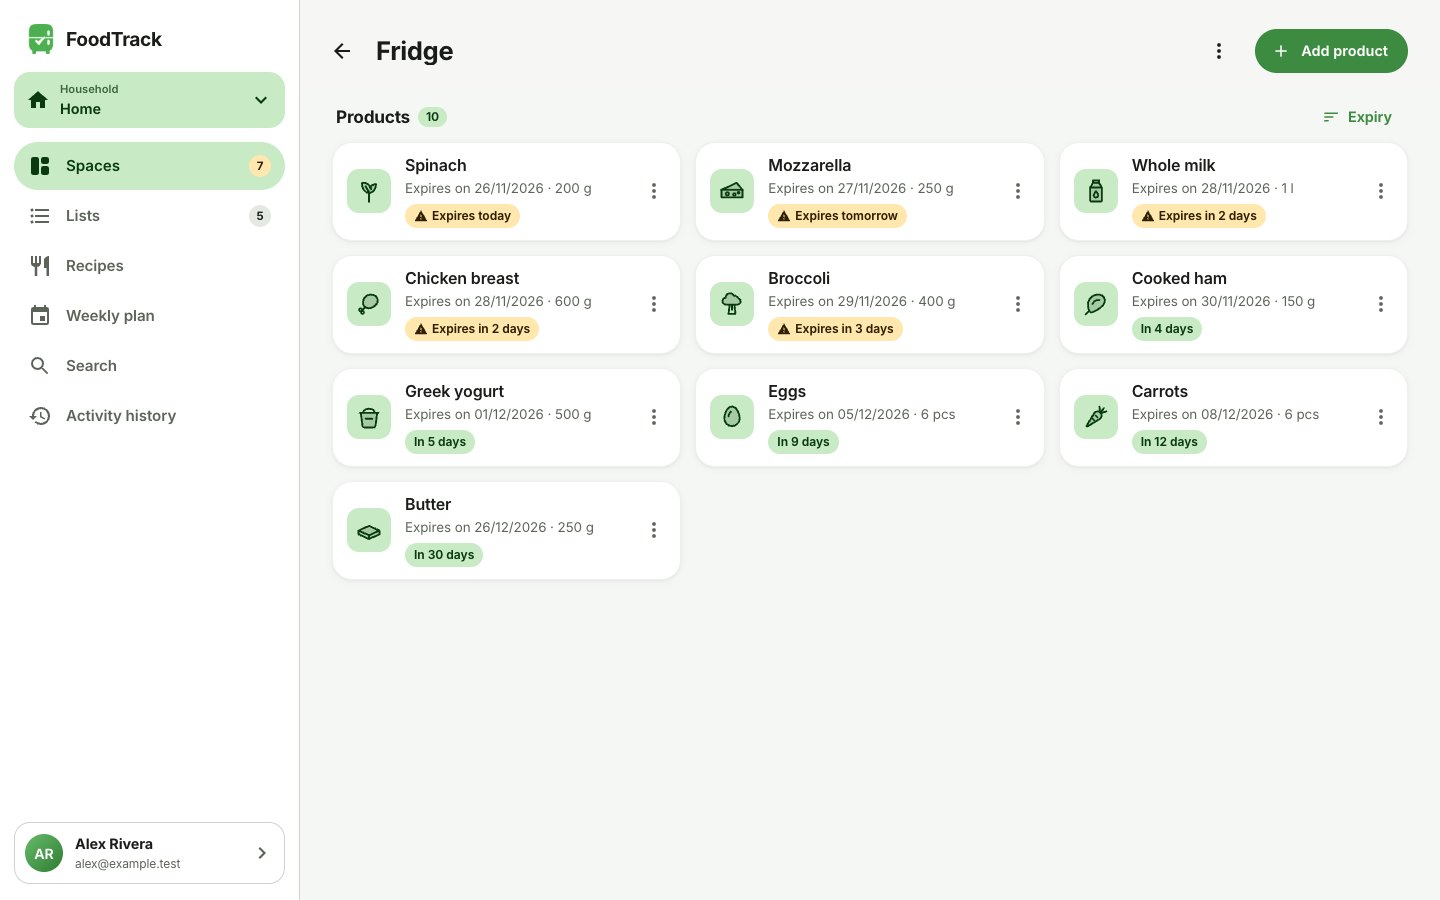 FoodTrack
Household
Home
Spaces
7
Lists
5
Recipes
Weekly plan
Search
Activity history
AR
Alex Rivera
alex@example.test
Fridge
Add product
Products 10
Expiry
Spinach
Expires on 26/11/2026 · 200 g
Expires today
Mozzarella
Expires on 27/11/2026 · 250 g
Expires tomorrow
Whole milk
Expires on 28/11/2026 · 1 l
Expires in 2 days
Chicken breast
Expires on 28/11/2026 · 600 g
Expires in 2 days
Broccoli
Expires on 29/11/2026 · 400 g
Expires in 3 days
Cooked ham
Expires on 30/11/2026 · 150 g
In 4 days
Greek yogurt
Expires on 01/12/2026 · 500 g
In 5 days
Eggs
Expires on 05/12/2026 · 6 pcs
In 9 days
Carrots
Expires on 08/12/2026 · 6 pcs
In 12 days
Butter
Expires on 26/12/2026 · 250 g
In 30 days